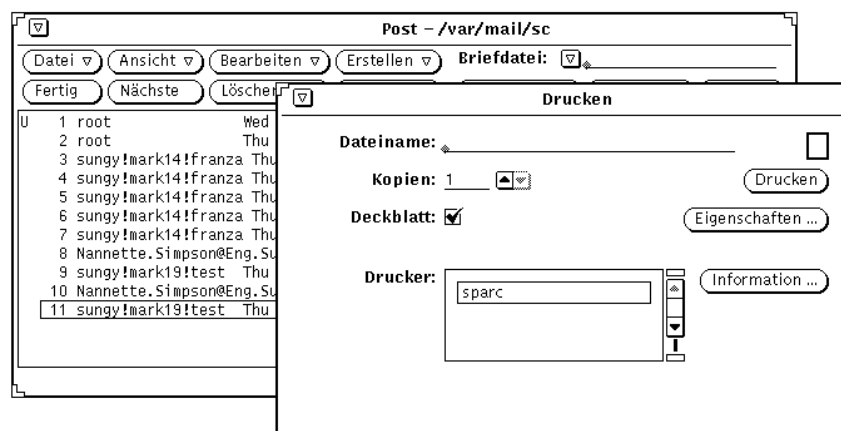 Post – /var/mail/sc
Datei Ansicht Bearbeiten Erstellen Briefdatei:
Fertig Nächste Löschen
U 1 root Wed
2 root Thu
3 sungy!mark14!franza Thu
4 sungy!mark14!franza Thu
5 sungy!mark14!franza Thu
6 sungy!mark14!franza Thu
7 sungy!mark14!franza Thu
8 Nannette.Simpson@Eng.Su
9 sungy!mark19!test Thu
10 Nannette.Simpson@Eng.Su
11 sungy!mark19!test Thu
Drucken
Dateiname:
Kopien: 1
Drucken
Deckblatt:
Eigenschaften ...
Drucker:
sparc
Information ...